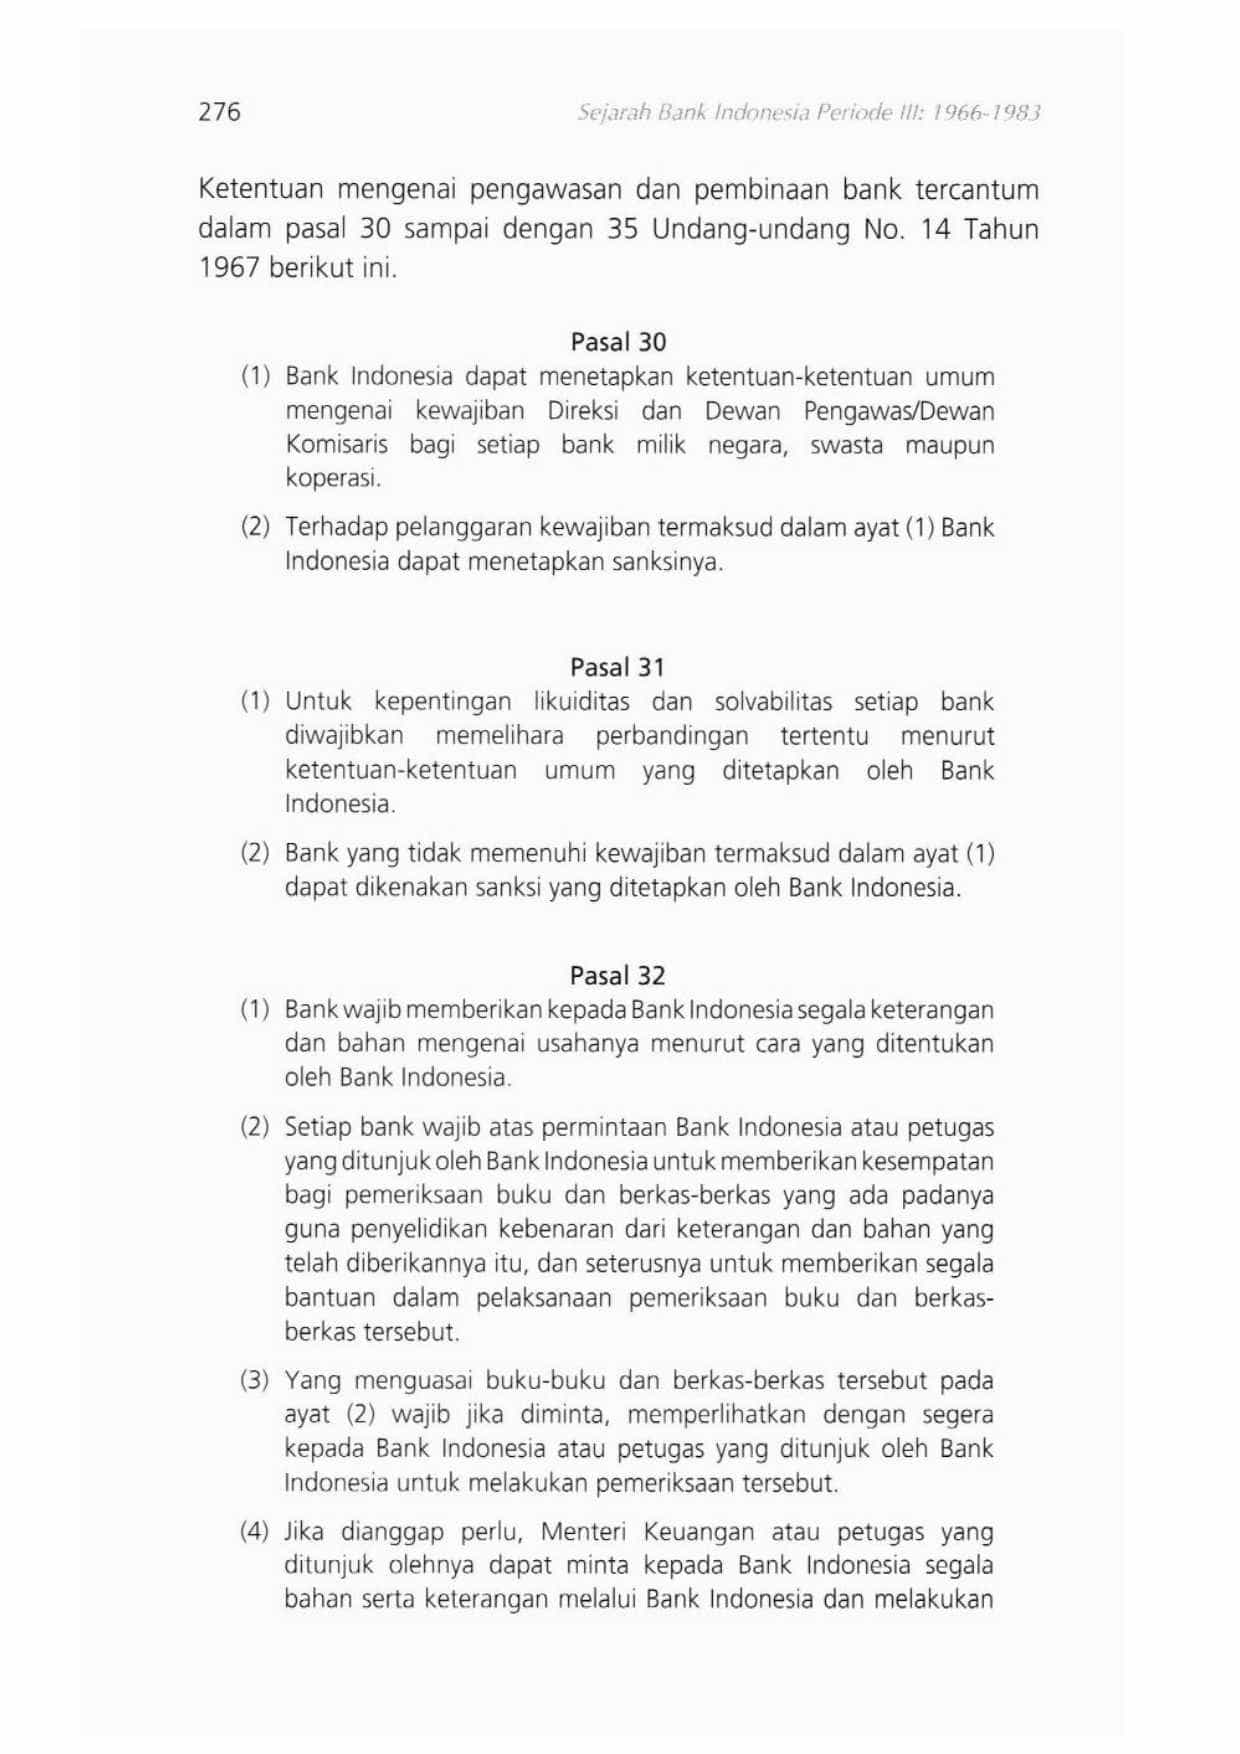 276
Sejarah Bank Indonesia Periode III: 1966-1983
Ketentuan mengenai pengawasan dan pembinaan bank tercantum
dalam pasal 30 sampai dengan 35 Undang-undang No. 14 Tahun
1967 berikut ini.
Pasal 30
(1) Bank Indonesia dapat menetapkan ketentuan-ketentuan umum
mengenai kewajiban Direksi dan Dewan Pengawas/Dewan
Komisaris bagi setiap bank milik negara, swasta maupun
koperasi.
(2) Terhadap pelanggaran kewajiban termaksud dalam ayat (1) Bank
Indonesia dapat menetapkan sanksinya.
Pasal 31
(1) Untuk kepentingan likuiditas dan solvabilitas setiap bank
diwajibkan memelihara perbandingan tertentu menurut
ketentuan-ketentuan umum yang ditetapkan oleh Bank
Indonesia.
(2) Bank yang tidak memenuhi kewajiban termaksud dalam ayat (1)
dapat dikenakan sanksi yang ditetapkan oleh Bank Indonesia.
Pasal 32
(1) Bank wajib memberikan kepada Bank Indonesia segala keterangan
dan bahan mengenai usahanya menurut cara yang ditentukan
oleh Bank Indonesia.
(2) Setiap bank wajib atas permintaan Bank Indonesia atau petugas
yang ditunjuk oleh Bank Indonesia untuk memberikan kesempatan
bagi pemeriksaan buku dan berkas-berkas yang ada padanya
guna penyelidikan kebenaran dari keterangan dan bahan yang
telah diberikannya itu, dan seterusnya untuk memberikan segala
bantuan dalam pelaksanaan pemeriksaan buku dan berkas-
berkas tersebut.
(3) Yang menguasai buku-buku dan berkas-berkas tersebut pada
ayat (2) wajib jika diminta, memperlihatkan dengan segera
kepada Bank Indonesia atau petugas yang ditunjuk oleh Bank
Indonesia untuk melakukan pemeriksaan tersebut.
(4) Jika dianggap perlu, Menteri Keuangan atau petugas yang
ditunjuk olehnya dapat minta kepada Bank Indonesia segala
bahan serta keterangan melalui Bank Indonesia dan melakukan